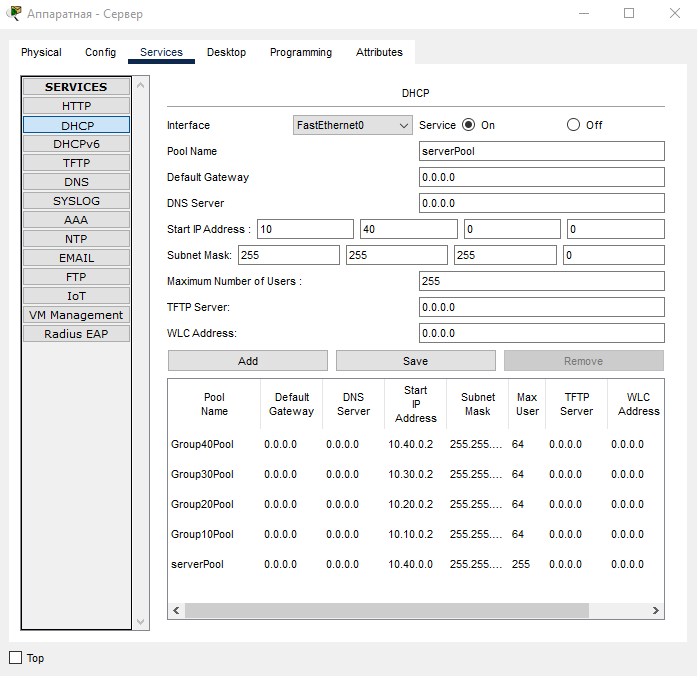 Аппаратная - Сервер
Physical Config Services Desktop Programming Attributes
SERVICES
HTTP
DHCP
DHCPv6
TFTP
DNS
SYSLOG
AAA
NTP
EMAIL
FTP
IoT
VM Management
Radius EAP
DHCP
Interface FastEthernet0 Service On Off
Pool Name serverPool
Default Gateway 0.0.0.0
DNS Server 0.0.0.0
Start IP Address : 10 40 0 0
Subnet Mask: 255 255 255 0
Maximum Number of Users : 255
TFTP Server: 0.0.0.0
WLC Address: 0.0.0.0
Add Save Remove
Pool Name Default Gateway DNS Server Start IP Address Subnet Mask Max User TFTP Server WLC Address
Group40Pool 0.0.0.0 0.0.0.0 10.40.0.2 255.255.... 64 0.0.0.0 0.0.0.0
Group30Pool 0.0.0.0 0.0.0.0 10.30.0.2 255.255.... 64 0.0.0.0 0.0.0.0
Group20Pool 0.0.0.0 0.0.0.0 10.20.0.2 255.255.... 64 0.0.0.0 0.0.0.0
Group10Pool 0.0.0.0 0.0.0.0 10.10.0.2 255.255.... 64 0.0.0.0 0.0.0.0
serverPool 0.0.0.0 0.0.0.0 10.40.0.0 255.255.... 255 0.0.0.0 0.0.0.0
Top